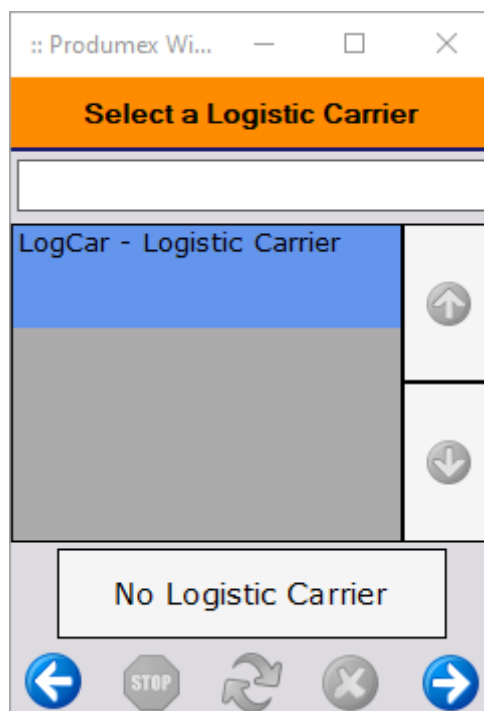 :: Produmex Wi...
Select a Logistic Carrier
LogCar - Logistic Carrier
No Logistic Carrier
STOP